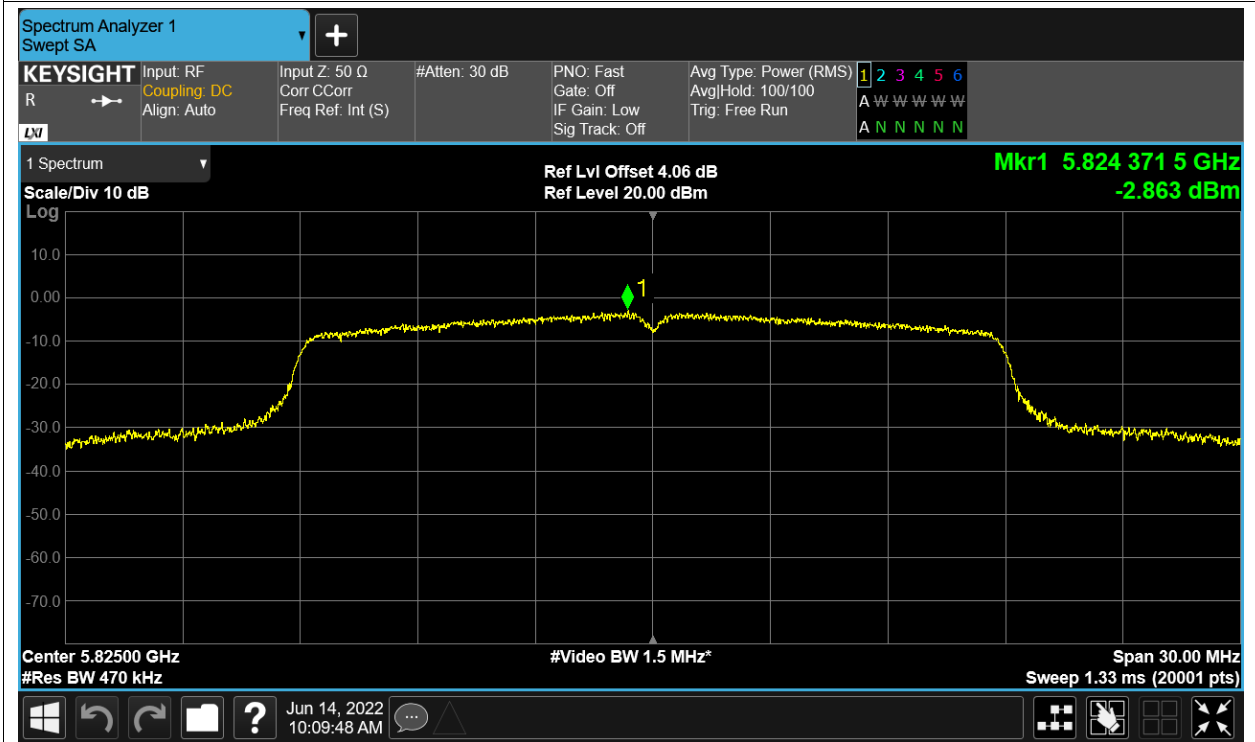 Spectrum Analyzer 1
Swept SA
KEYSIGHT
R
LXI
Input: RF
Coupling: DC
Align: Auto
Input Z: 50 Ω
Corr CCorr
Freq Ref: Int (S)
#Atten: 30 dB
PNO: Fast
Gate: Off
IF Gain: Low
Sig Track: Off
Avg Type: Power (RMS)
Avg|Hold: 100/100
Trig: Free Run
1 2 3 4 5 6
A W W W W W
A N N N N N
1 Spectrum
Scale/Div 10 dB
Log
Ref Lvl Offset 4.06 dB
Ref Level 20.00 dBm
Mkr1 5.824 371 5 GHz
-2.863 dBm
10.0
0.00
-10.0
-20.0
-30.0
-40.0
-50.0
-60.0
-70.0
1
Center 5.82500 GHz
#Res BW 470 kHz
#Video BW 1.5 MHz*
Span 30.00 MHz
Sweep 1.33 ms (20001 pts)
?
Jun 14, 2022
10:09:48 AM